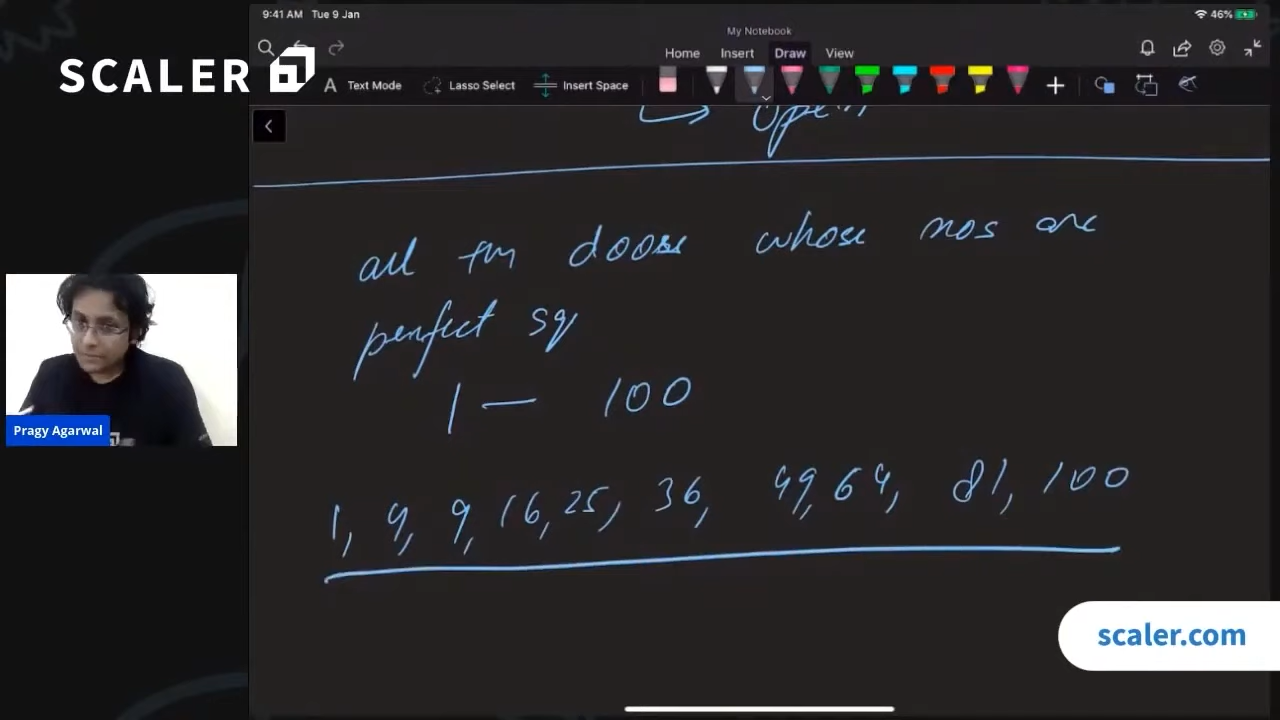 9:41 AM Tue 9 Jan
46%
My Notebook
SCALER
Home Insert Draw View
Text Mode Lasso Select Insert Space
open
all the doors whose nos are
perfect sq
1 — 100
1, 4, 9, 16, 25, 36, 49, 64, 81, 100
Pragy Agarwal
scaler.com